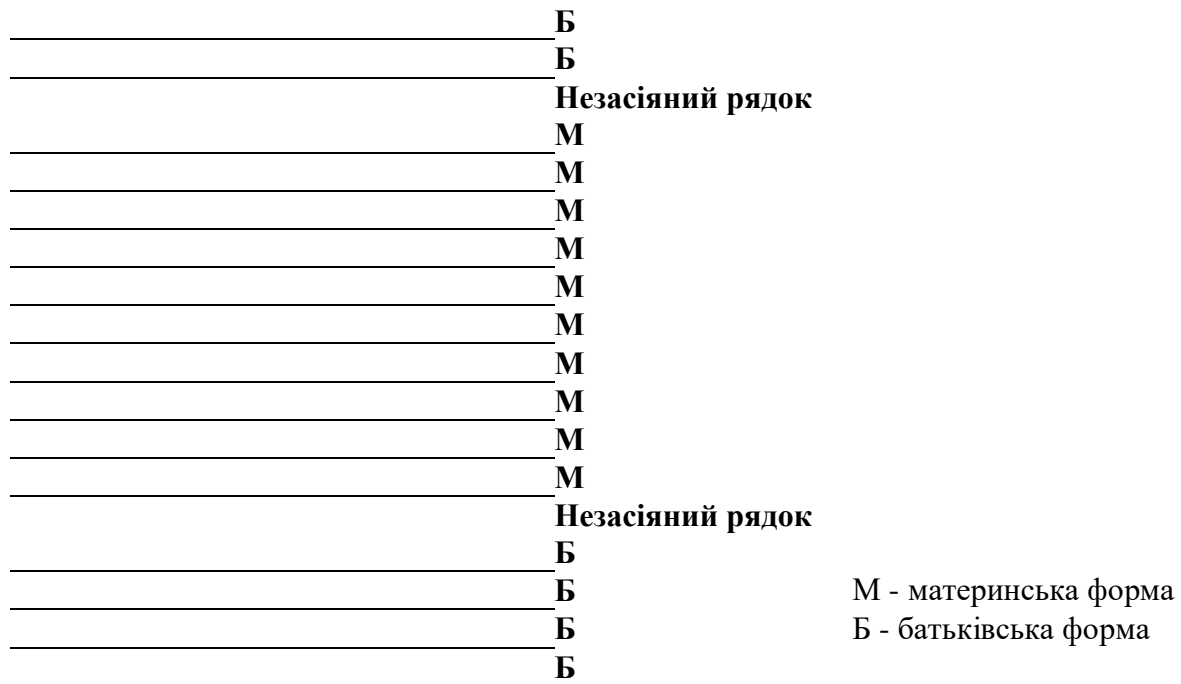 Б
Б
Незасіяний рядок
М
М
М
М
М
М
М
М
М
М
Незасіяний рядок
Б
Б М - материнська форма
Б Б - батьківська форма
Б